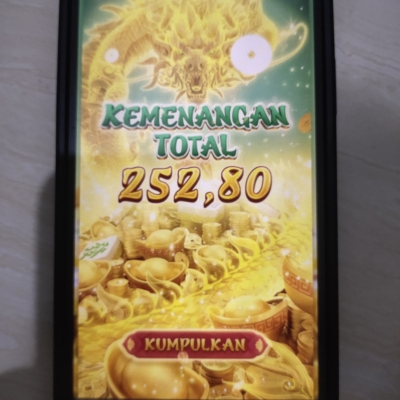 KEMENANGAN
TOTAL
252,80
KUMPULKAN